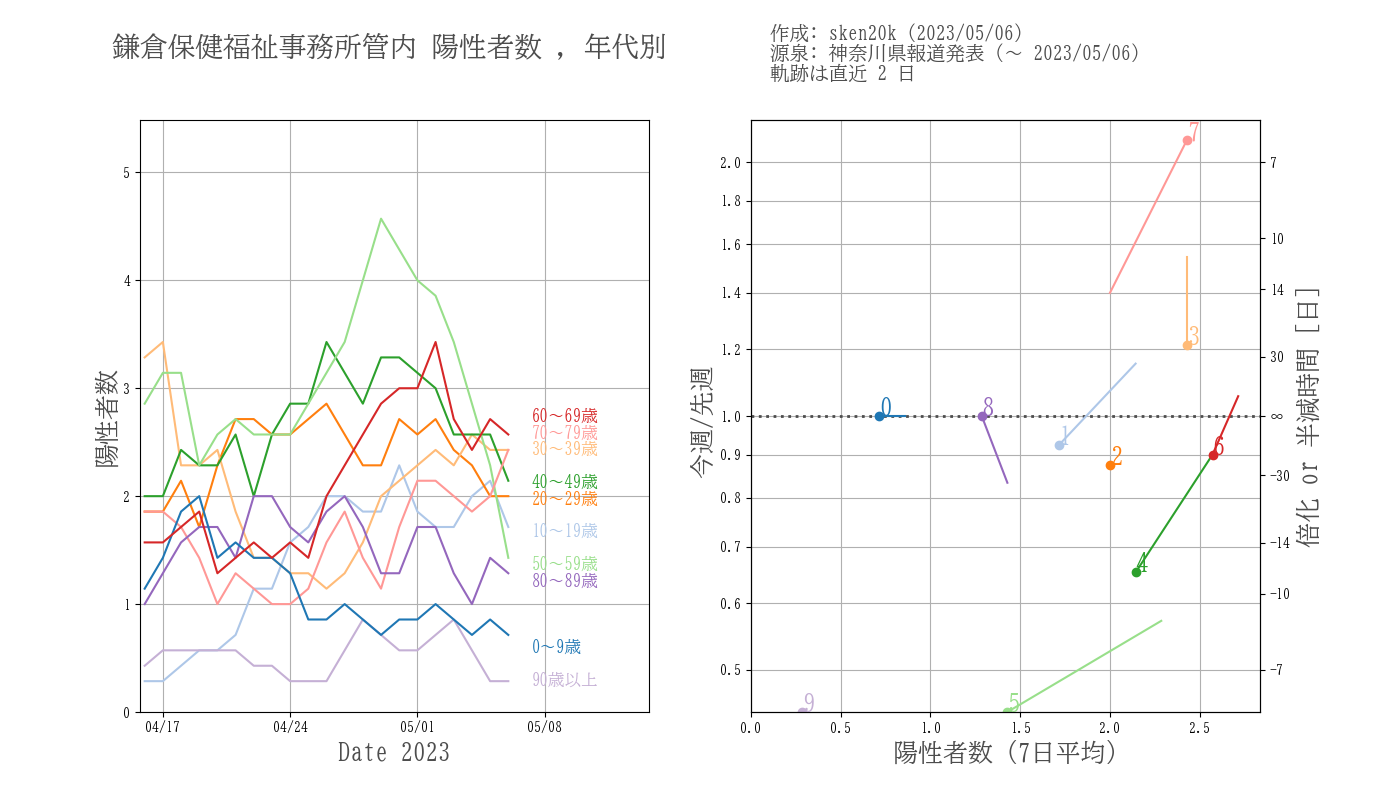 鎌倉保健福祉事務所管内 陽性者数 , 年代別
作成: sken20k (2023/05/06)
源泉: 神奈川県報道発表 (〜 2023/05/06)
軌跡は直近 2 日
陽性者数
5
4
3
2
1
0
04/17
04/24
05/01
05/08
Date 2023
60〜69歳
70〜79歳
30〜39歳
40〜49歳
20〜29歳
10〜19歳
50〜59歳
80〜89歳
0〜9歳
90歳以上
今週/先週
2.0
1.8
1.6
1.4
1.2
1.0
0.9
0.8
0.7
0.6
0.5
0.0
0.5
1.0
1.5
2.0
2.5
陽性者数 (7日平均)
7
3
0
8
1
2
6
4
5
9
7
10
14
30
∞
−30
−14
−10
−7
倍化 or 半減時間 [日]